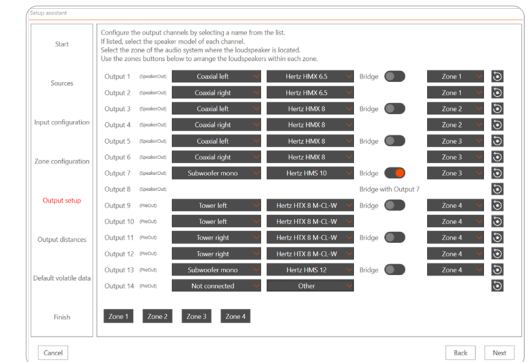 Setup assistant
Configure the output channels by selecting a name from the list.
If listed, select the speaker model of each channel.
Select the zone of the audio system where the loudspeaker is located.
Use the zones buttons below to arrange the loudspeakers within each zone.
Start
Sources
Input configuration
Zone configuration
Output setup
Output distances
Default volatile data
Finish
Output 1 (SpeakerOut) Coaxial left Hertz HMX 6.5 Bridge Zone 1
Output 2 (SpeakerOut) Coaxial right Hertz HMX 6.5 Zone 1
Output 3 (SpeakerOut) Coaxial left Hertz HMX 8 Bridge Zone 2
Output 4 (SpeakerOut) Coaxial right Hertz HMX 8 Zone 2
Output 5 (SpeakerOut) Coaxial left Hertz HMX 8 Bridge Zone 3
Output 6 (SpeakerOut) Coaxial right Hertz HMX 8 Zone 3
Output 7 (SpeakerOut) Subwoofer mono Hertz HMS 10 Bridge Zone 3
Output 8 (SpeakerOut) Bridge with Output 7
Output 9 (PreOut) Tower left Hertz HTX 8 M-CL-W Bridge Zone 4
Output 10 (PreOut) Tower left Hertz HTX 8 M-CL-W Zone 4
Output 11 (PreOut) Tower right Hertz HTX 8 M-CL-W Bridge Zone 4
Output 12 (PreOut) Tower right Hertz HTX 8 M-CL-W Zone 4
Output 13 (PreOut) Subwoofer mono Hertz HMS 12 Bridge Zone 4
Output 14 (PreOut) Not connected Other
Zone 1 Zone 2 Zone 3 Zone 4
Cancel Back Next